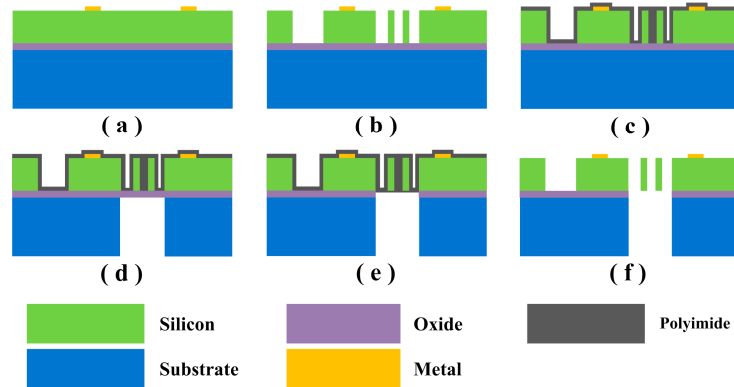 ( a ) ( b ) ( c )
( d ) ( e ) ( f )
Silicon Oxide Polyimide
Substrate Metal